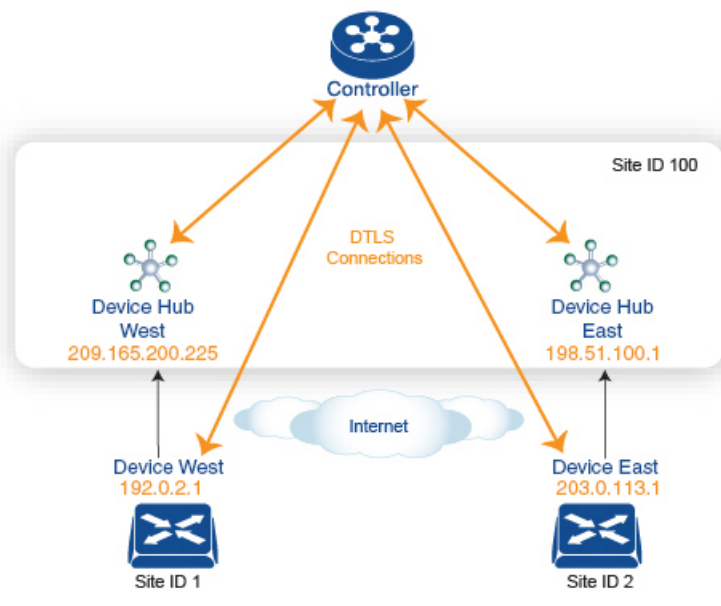 Controller
Site ID 100
DTLS
Connections
Device Hub
West
209.165.200.225
Device Hub
East
198.51.100.1
Internet
Device West
192.0.2.1
Device East
203.0.113.1
Site ID 1
Site ID 2